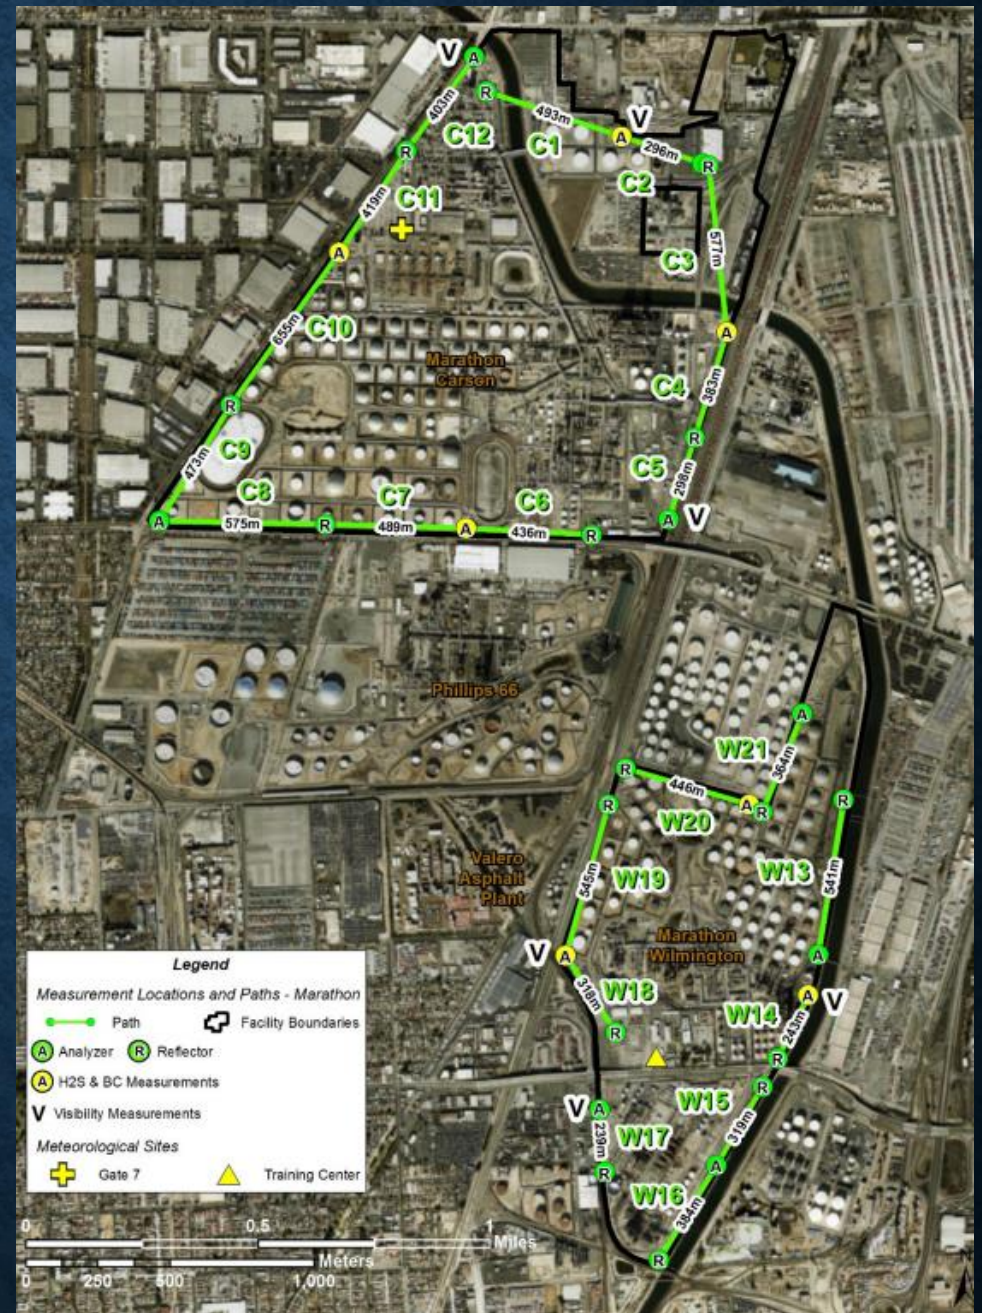 V
A
R
403m
493m
V
C12
C1
A
296m
R
R
C2
C11
419m
577m
C3
A
655m
C10
A
Marathon
Carson
C4
383m
R
R
C9
C5
473m
298m
C8
C7
C6
A
575m
R
489m
A
436m
R
A
V
Phillips 66
A
W21
364m
R
446m
A
R
R
R
W20
Valero
Asphalt
Plant
545m
W19
W13
541m
Marathon
Wilmington
V
A
A
318m
W18
A
V
R
W14
243m
R
W15
R
V
A
319m
W17
239m
R
A
W16
384m
R
Legend
Measurement Locations and Paths - Marathon
Path
Facility Boundaries
A Analyzer
R Reflector
A H2S & BC Measurements
V Visibility Measurements
Meteorological Sites
Gate 7
Training Center
0 0.5 1
Miles
Meters
0 250 500 1,000